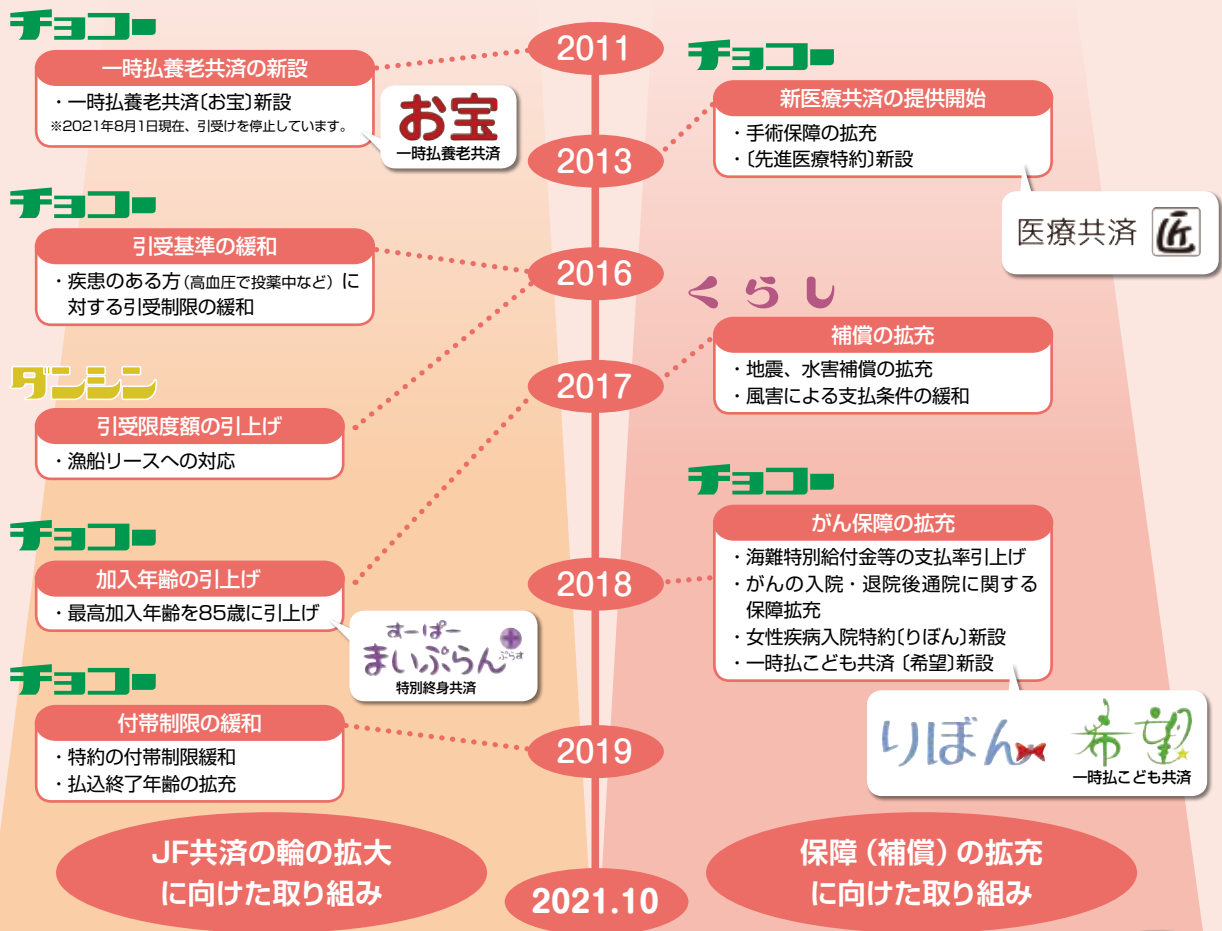 チョコー
一時払養老共済の新設
・一時払養老共済〔お宝〕新設
※2021年8月1日現在、引受けを停止しています。
お宝
一時払養老共済
2011
チョコー
新医療共済の提供開始
・手術保障の拡充
・〔先進医療特約〕新設
医療共済 匠
2013
チョコー
引受基準の緩和
・疾患のある方（高血圧で投薬中など）に
対する引受制限の緩和
2016
ダンシン
引受限度額の引上げ
・漁船リースへの対応
くらし
補償の拡充
・地震、水害補償の拡充
・風害による支払条件の緩和
2017
チョコー
加入年齢の引上げ
・最高加入年齢を85歳に引上げ
すーぱー
まいぷらん
ぷらす
特別終身共済
チョコー
がん保障の拡充
・海難特別給付金等の支払率引上げ
・がんの入院・退院後通院に関する
保障拡充
・女性疾病入院特約〔りぼん〕新設
・一時払こども共済〔希望〕新設
2018
りぼん
希望
一時払こども共済
チョコー
付帯制限の緩和
・特約の付帯制限緩和
・払込終了年齢の拡充
2019
JF共済の輪の拡大
に向けた取り組み
2021.10
保障（補償）の拡充
に向けた取り組み